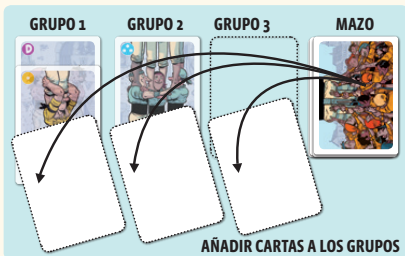 GRUPO 1 GRUPO 2 GRUPO 3 MAZO
D
AÑADIR CARTAS A LOS GRUPOS